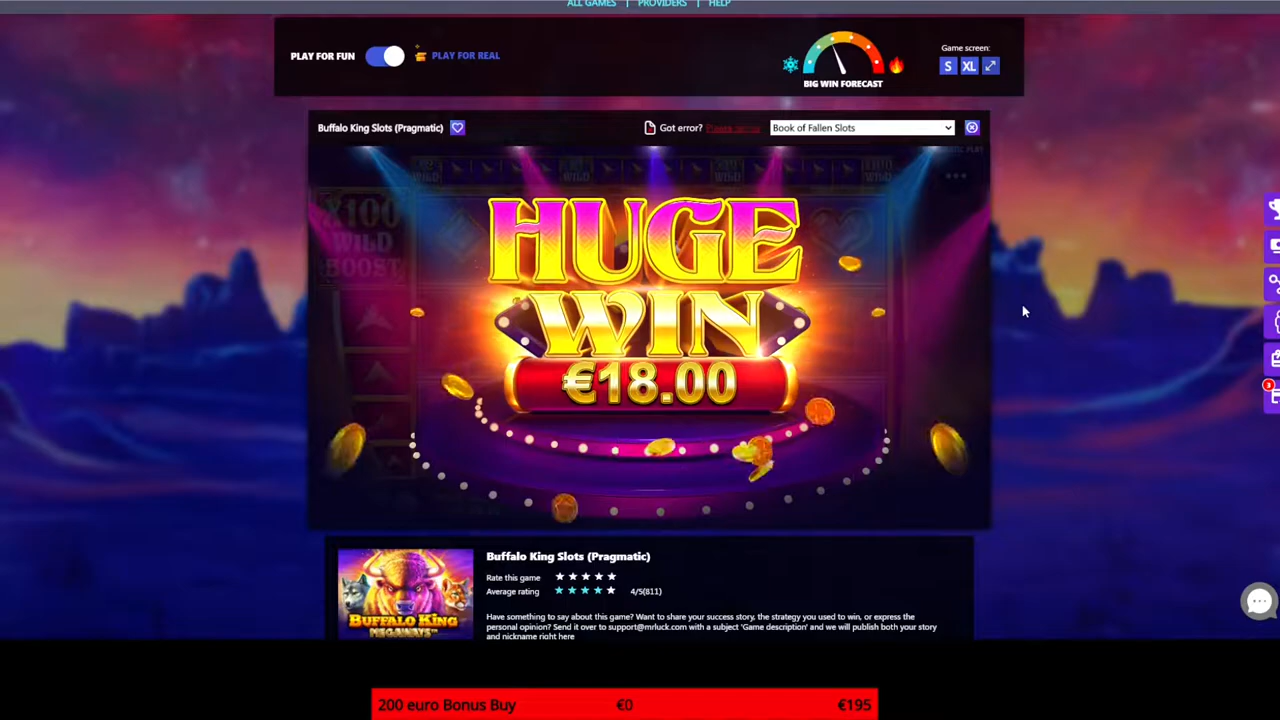 ALL GAMES | PROVIDERS | HELP
PLAY FOR FUN
PLAY FOR REAL
BIG WIN FORECAST
Game screen:
S XL
Buffalo King Slots (Pragmatic)
Got error?
Book of Fallen Slots
X100
WILD
BOOST
HUGE
WIN
€18.00
Buffalo King Slots (Pragmatic)
Rate this game
Average rating
4/5(811)
Have something to say about this game? Want to share your success story, the strategy you used to win, or express the
personal opinion? Send it over to support@mrluck.com with a subject 'Game description' and we will publish both your story
and nickname right here
BUFFALO KING
MEGAWAYS™
3
200 euro Bonus Buy €0 €195